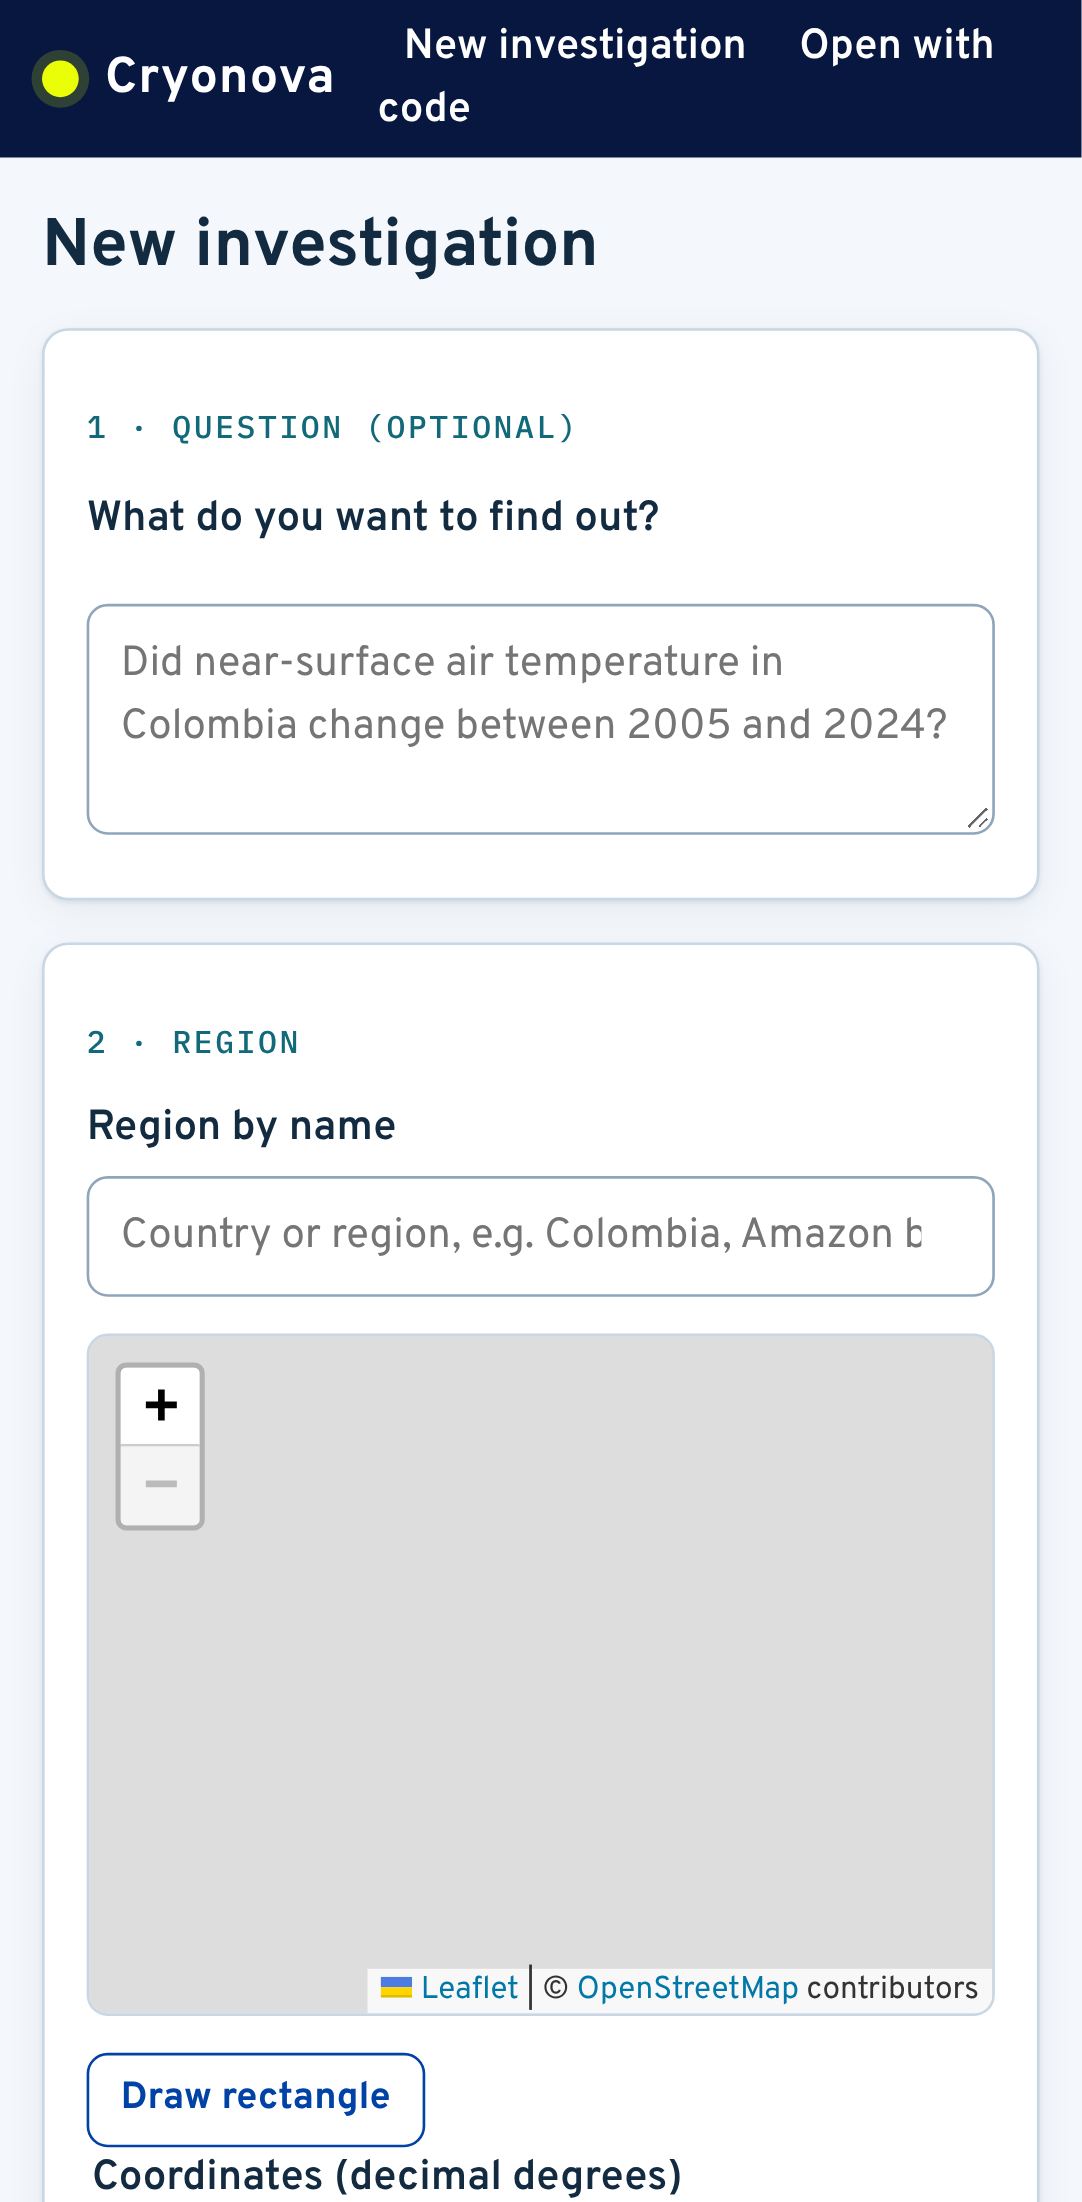 Cryonova
New investigation Open with
code
New investigation
1 · QUESTION (OPTIONAL)
What do you want to find out?
Did near-surface air temperature in
Colombia change between 2005 and 2024?
2 · REGION
Region by name
Country or region, e.g. Colombia, Amazon b
+
−
Leaflet | © OpenStreetMap contributors
Draw rectangle
Coordinates (decimal degrees)